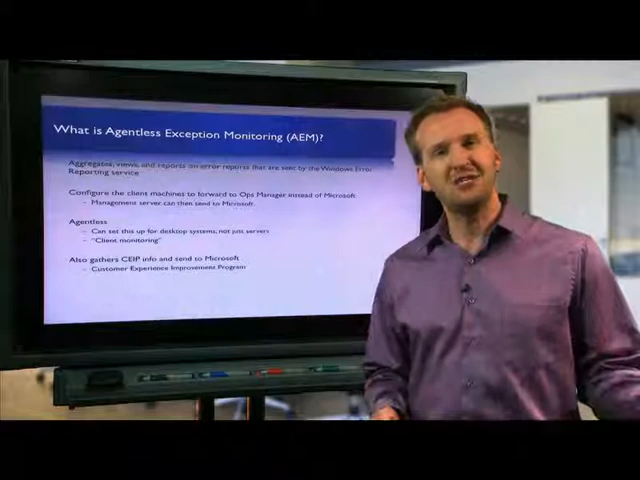 What is Agentless Exception Monitoring (AEM)?
Aggregates, views, and reports on error reports that are sent by the Windows Error
Reporting service
Configure the client machines to forward to Ops Manager instead of Microsoft
– Management server can then send to Microsoft.
Agentless
– Can set this up for desktop systems, not just servers
– "Client monitoring"
Also gathers CEIP info and send to Microsoft
– Customer Experience Improvement Program